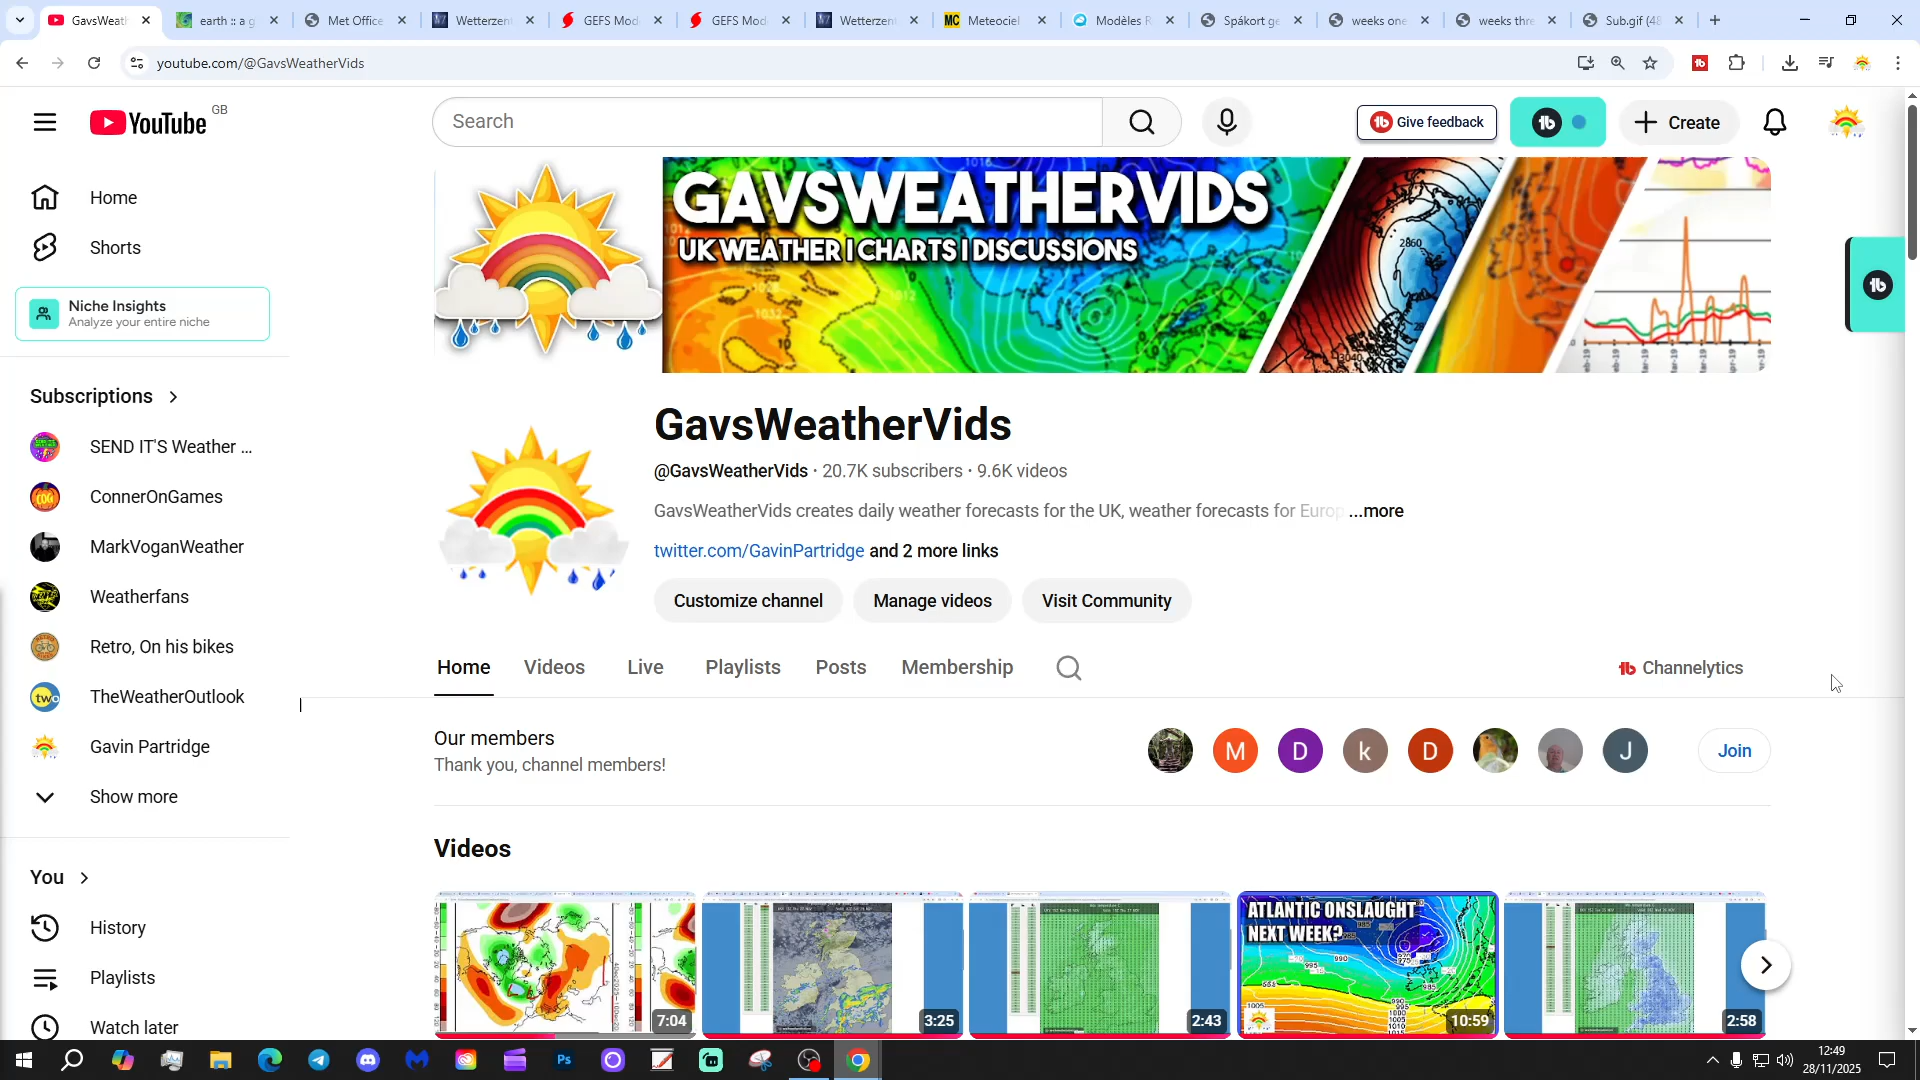 GavsWeath
earth :: a g
Met Office
Wetterzen
GEFS Mod
GEFS Mod
Wetterzen
Meteociel
Modèles
Spákort ge
weeks one
weeks thre
Sub.gif (48
youtube.com/@GavsWeatherVids
YouTube
GB
Search
Give feedback
Create
Home
Shorts
Niche Insights
Analyze your entire niche
Subscriptions
SEND IT'S Weather ...
ConnerOnGames
MarkVoganWeather
Weatherfans
Retro, On his bikes
TheWeatherOutlook
Gavin Partridge
Show more
You
History
Playlists
Watch later
GAVSWEATHERVIDS
UK WEATHER | CHARTS | DISCUSSIONS
GavsWeatherVids
@GavsWeatherVids · 20.7K subscribers · 9.6K videos
GavsWeatherVids creates daily weather forecasts for the UK, weather forecasts for Europ ...more
twitter.com/GavinPartridge and 2 more links
Customize channel
Manage videos
Visit Community
Home
Videos
Live
Playlists
Posts
Membership
Channelytics
Our members
Thank you, channel members!
M
D
k
D
J
Join
Videos
7:04
3:25
2:43
ATLANTIC ONSLAUGHT
NEXT WEEK?
10:59
2:58
12:49
28/11/2025